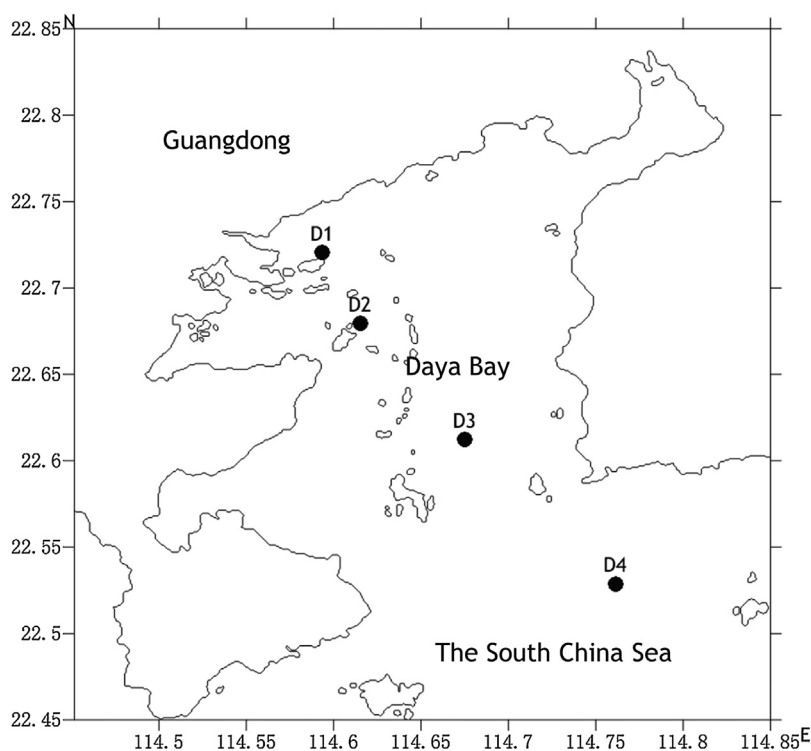 22.85 N
22.8
Guangdong
22.75
D1
22.7
D2
22.65
Daya Bay
D3
22.6
22.55
D4
22.5
The South China Sea
22.45
114.5 114.55 114.6 114.65 114.7 114.75 114.8 114.85 E